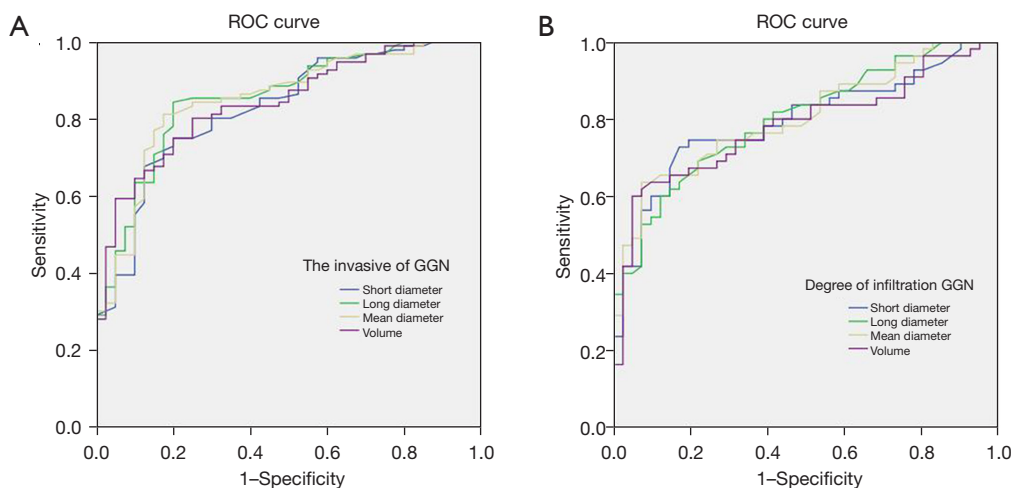 A
ROC curve
1.0
0.8
0.6
0.4
0.2
0.0
Sensitivity
The invasive of GGN
Short diameter
Long diameter
Mean diameter
Volume
0.0 0.2 0.4 0.6 0.8 1.0
1–Specificity
B
ROC curve
1.0
0.8
0.6
0.4
0.2
0.0
Sensitivity
Degree of infiltration GGN
Short diameter
Long diameter
Mean diameter
Volume
0.0 0.2 0.4 0.6 0.8 1.0
1–Specificity